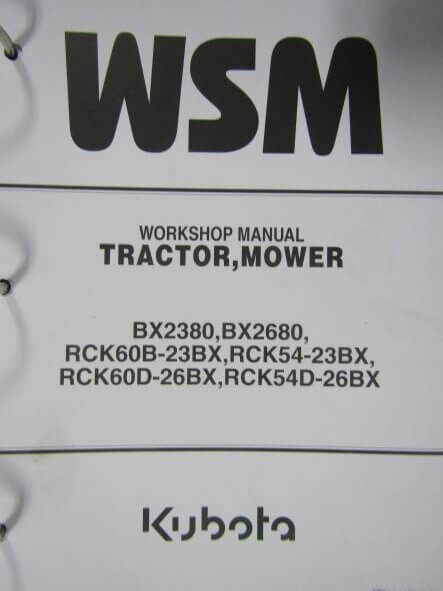 WSM
WORKSHOP MANUAL
TRACTOR,MOWER
BX2380,BX2680,
RCK60B-23BX,RCK54-23BX,
RCK60D-26BX,RCK54D-26BX
Kubota